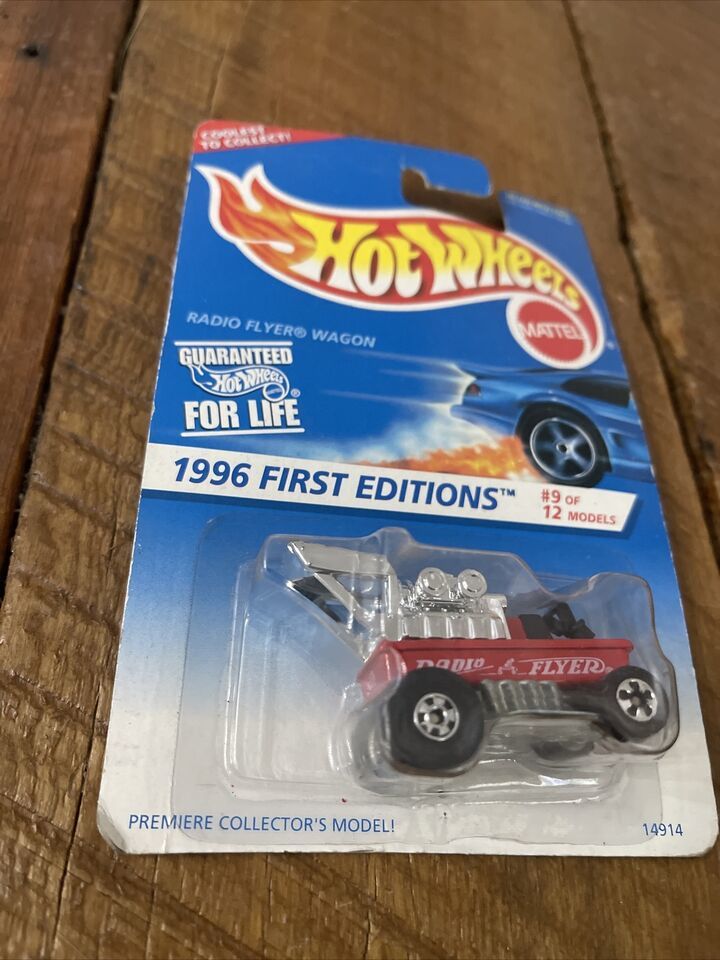 COOLEST
TO COLLECT!
HOT WHEELS
MATTEL
®
RADIO FLYER® WAGON
GUARANTEED
HOT WHEELS
®
FOR LIFE
1996 FIRST EDITIONS™
#9 OF
12 MODELS
RADIO FLYER®
PREMIERE COLLECTOR'S MODEL!
14914